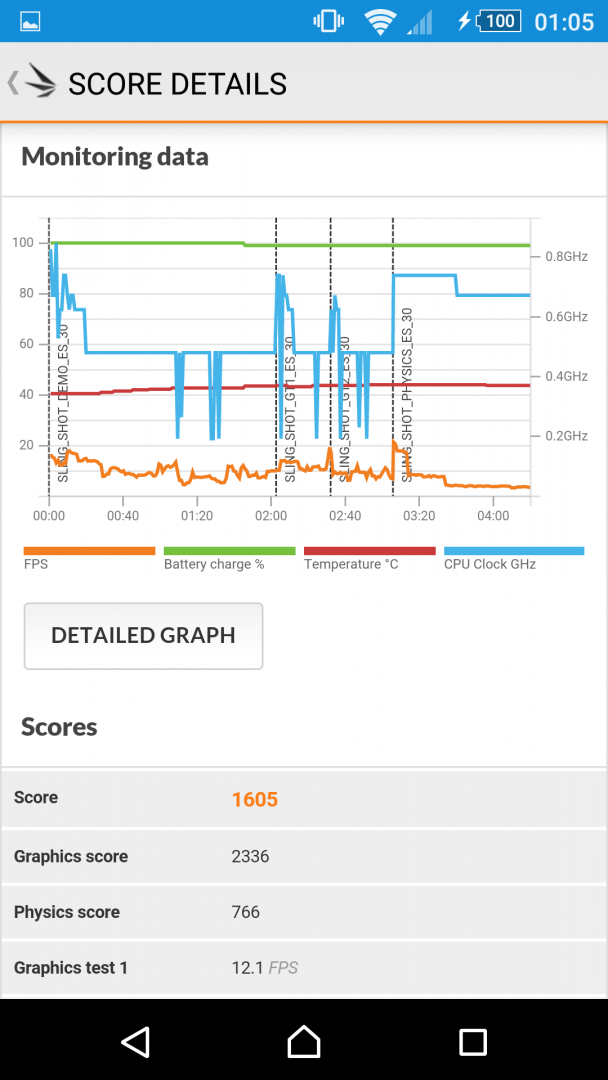 100 01:05
SCORE DETAILS
Monitoring data
100
80
60
40
20
0.8GHz
0.6GHz
0.4GHz
0.2GHz
SLING_SHOT_DEMO_ES_30
SLING_SHOT_GT1_ES_30
SLING_SHOT_GT2_ES_30
SLING_SHOT_PHYSICS_ES_30
00:00 00:40 01:20 02:00 02:40 03:20 04:00
FPS Battery charge % Temperature °C CPU Clock GHz
DETAILED GRAPH
Scores
Score 1605
Graphics score 2336
Physics score 766
Graphics test 1 12.1 FPS